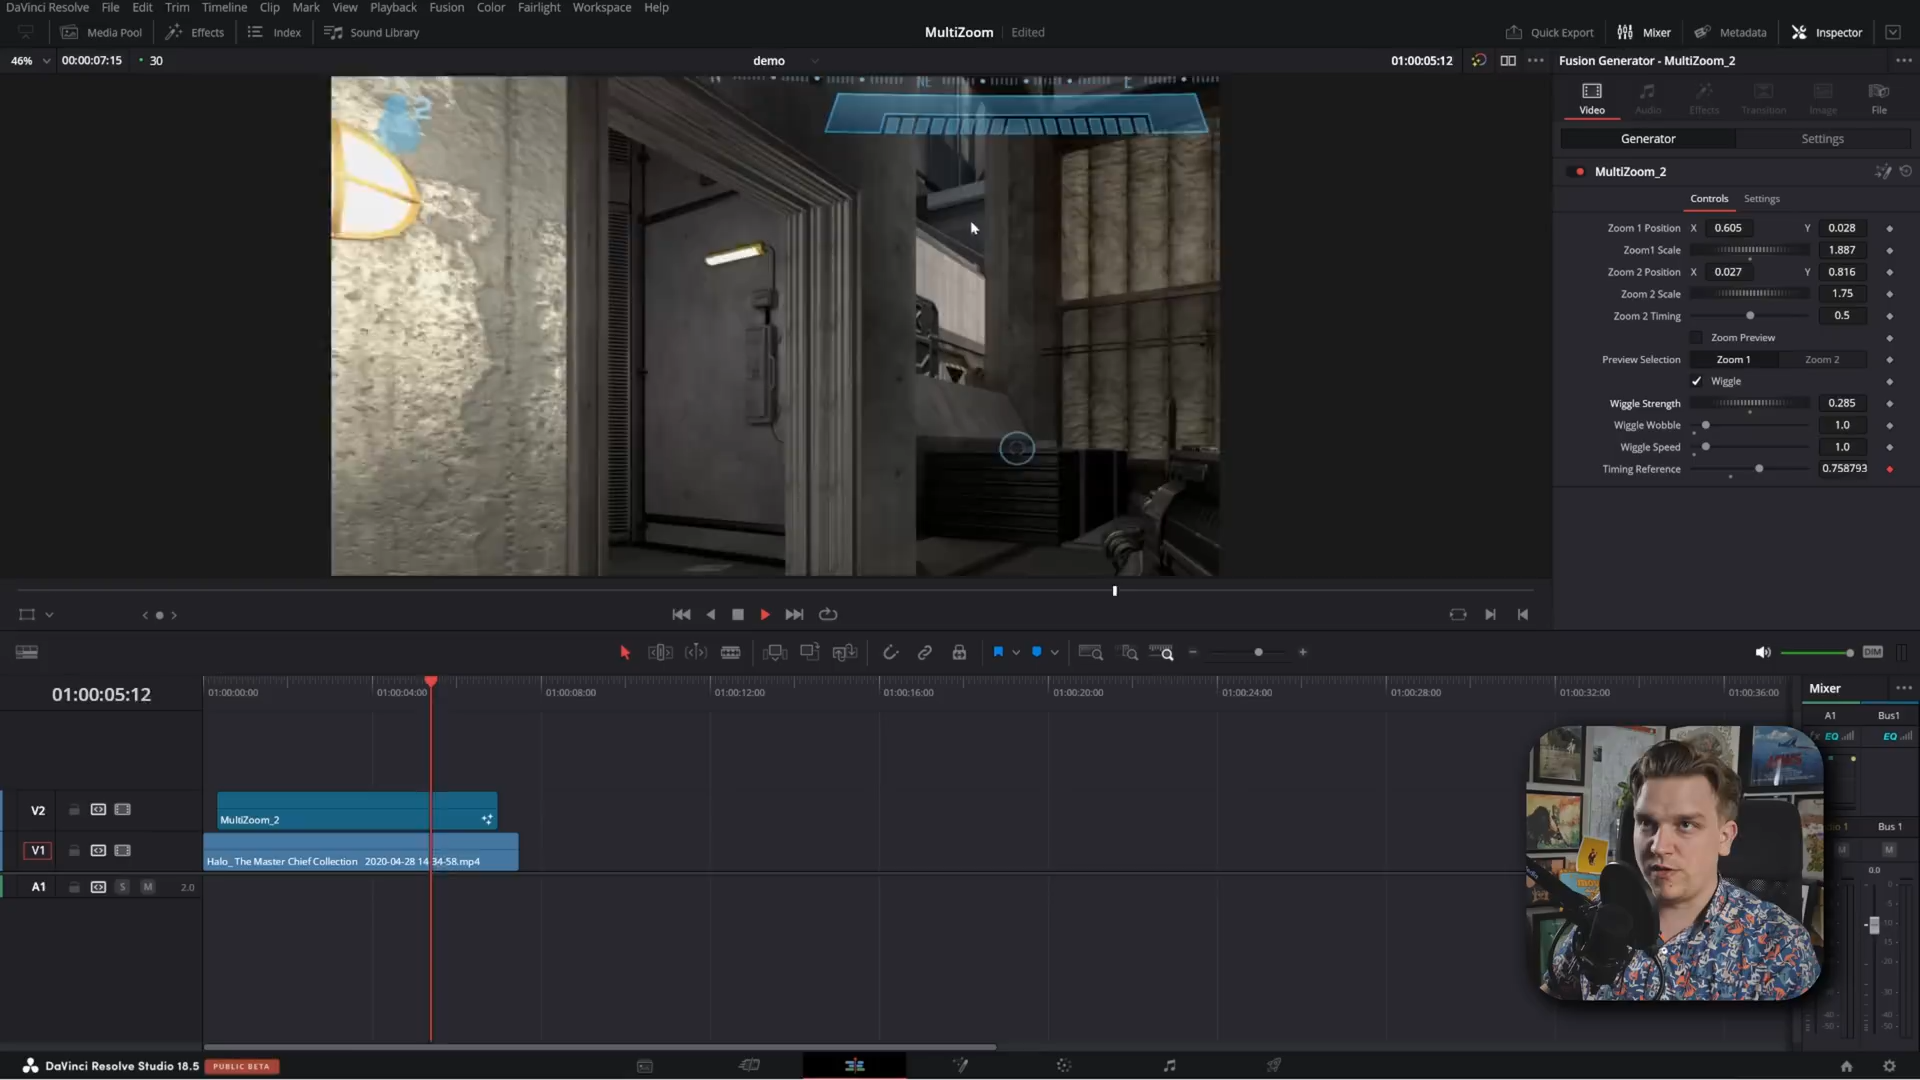 DaVinci Resolve File Edit Trim Timeline Clip Mark View Playback Fusion Color Fairlight Workspace Help
Media Pool Effects Index Sound Library MultiZoom Edited Quick Export Mixer Metadata Inspector
46% 00:00:07:15 30 demo 01:00:05:12 Fusion Generator - MultiZoom_2
NE E
2
Video Audio Effects Transition Image File
Generator Settings
MultiZoom_2
Controls Settings
Zoom 1 Position X 0.605 Y 0.028
Zoom1 Scale 1.887
Zoom 2 Position X 0.027 Y 0.816
Zoom 2 Scale 1.75
Zoom 2 Timing 0.5
Zoom Preview
Preview Selection Zoom 1 Zoom 2
Wiggle
Wiggle Strength 0.285
Wiggle Wobble 1.0
Wiggle Speed 1.0
Timing Reference 0.758793
DIM
01:00:05:12 01:00:00:00 01:00:04:00 01:00:08:00 01:00:12:00 01:00:16:00 01:00:20:00 01:00:24:00 01:00:28:00 01:00:32:00 01:00:36:00
Mixer
A1 Bus1
EQ EQ
V2 MultiZoom_2
V1 Halo_ The Master Chief Collection 2020-04-28 14-34-58.mp4
A1 S M 2.0
Bus 1
M M
0.0
DaVinci Resolve Studio 18.5 PUBLIC BETA